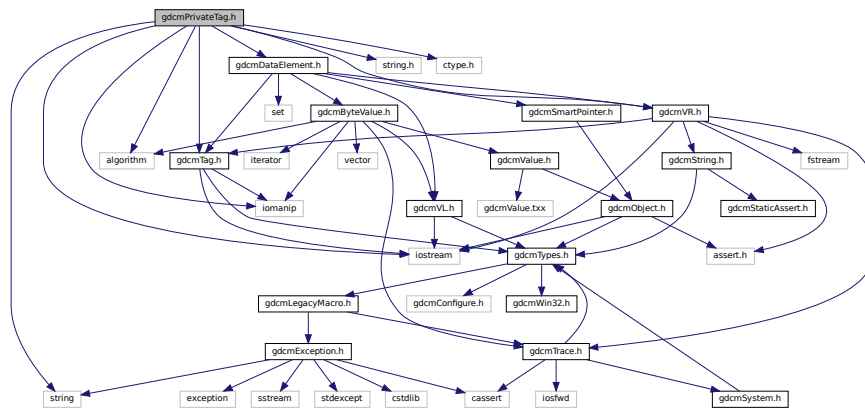 gdcmPrivateTag.h
gdcmDataElement.h
string.h
ctype.h
set
gdcmByteValue.h
gdcmSmartPointer.h
gdcmVR.h
algorithm
gdcmTag.h
iterator
vector
gdcmValue.h
gdcmString.h
fstream
iomanip
gdcmVL.h
gdcmValue.txx
gdcmObject.h
gdcmStaticAssert.h
iostream
gdcmTypes.h
assert.h
gdcmLegacyMacro.h
gdcmConfigure.h
gdcmWin32.h
gdcmException.h
gdcmTrace.h
string
exception
sstream
stdexcept
cstdlib
cassert
iosfwd
gdcmSystem.h